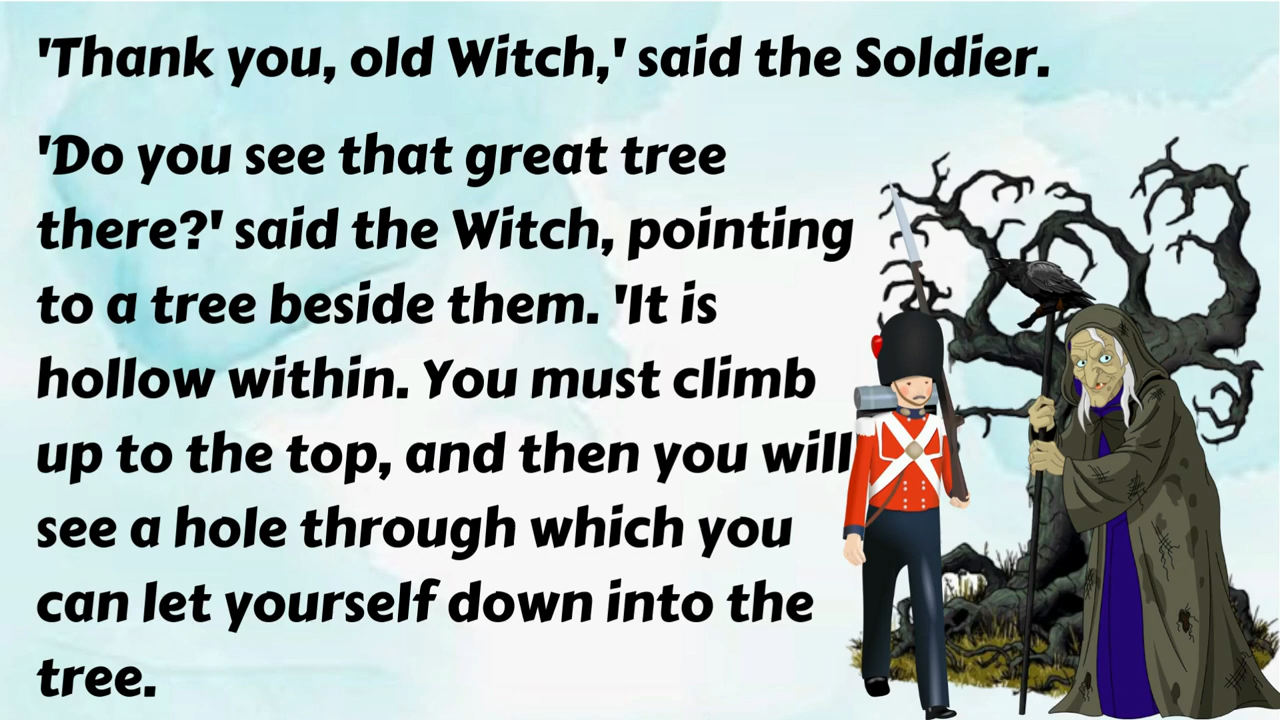 'Thank you, old Witch,' said the Soldier.
'Do you see that great tree
there?' said the Witch, pointing
to a tree beside them. 'It is
hollow within. You must climb
up to the top, and then you will
see a hole through which you
can let yourself down into the
tree.